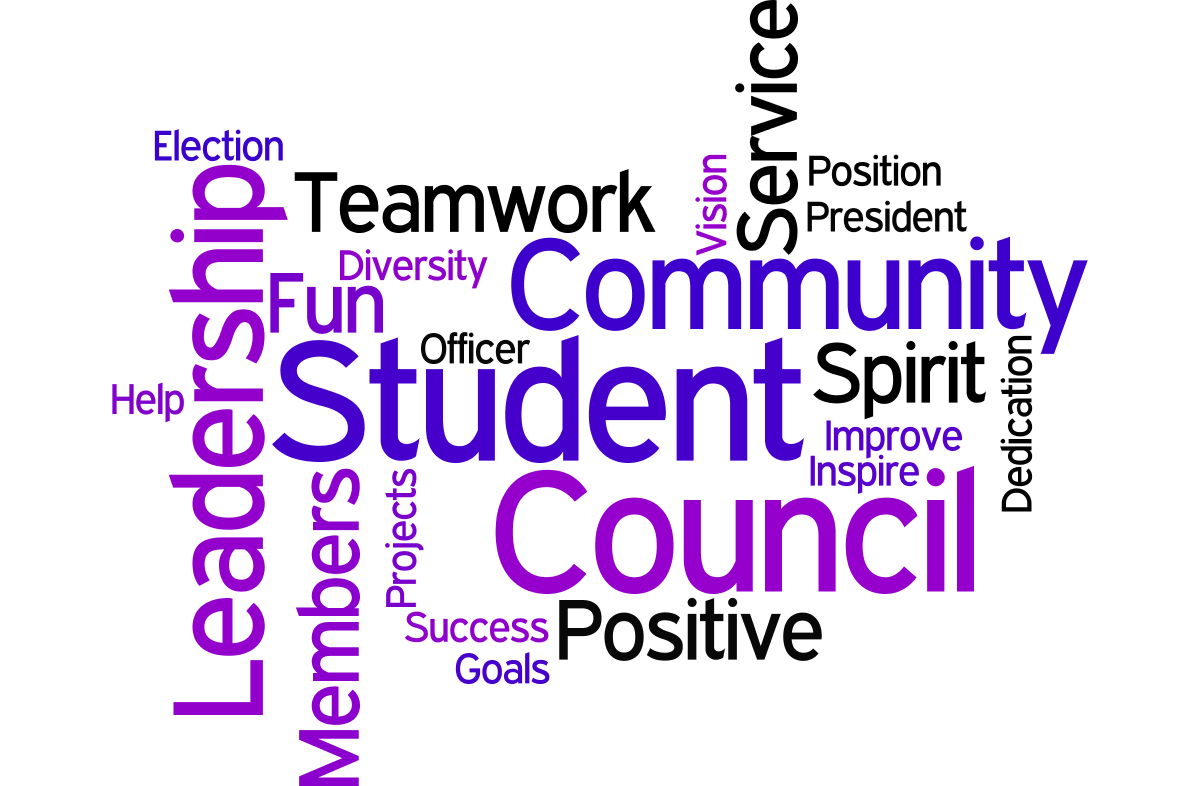 Service
Election
Teamwork
Vision
Position
President
Leadership
Diversity
Community
Fun
Officer
Student
Spirit
Dedication
Help
Improve
Inspire
Members
Projects
Council
Success
Positive
Goals